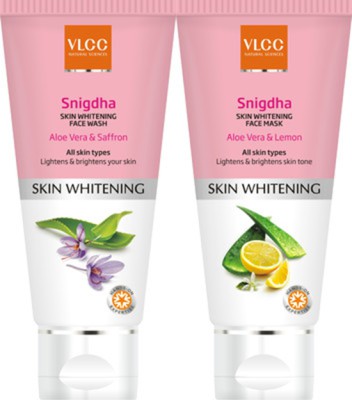 VLCC
NATURAL SCIENCES
Snigdha
SKIN WHITENING
FACE WASH
Aloe Vera & Saffron
All skin types
Lightens & brightens your skin
SKIN WHITENING
VLCC
NATURAL SCIENCES
Snigdha
SKIN WHITENING
FACE MASK
Aloe Vera & Lemon
All skin types
Lightens & brightens skin tone
SKIN WHITENING